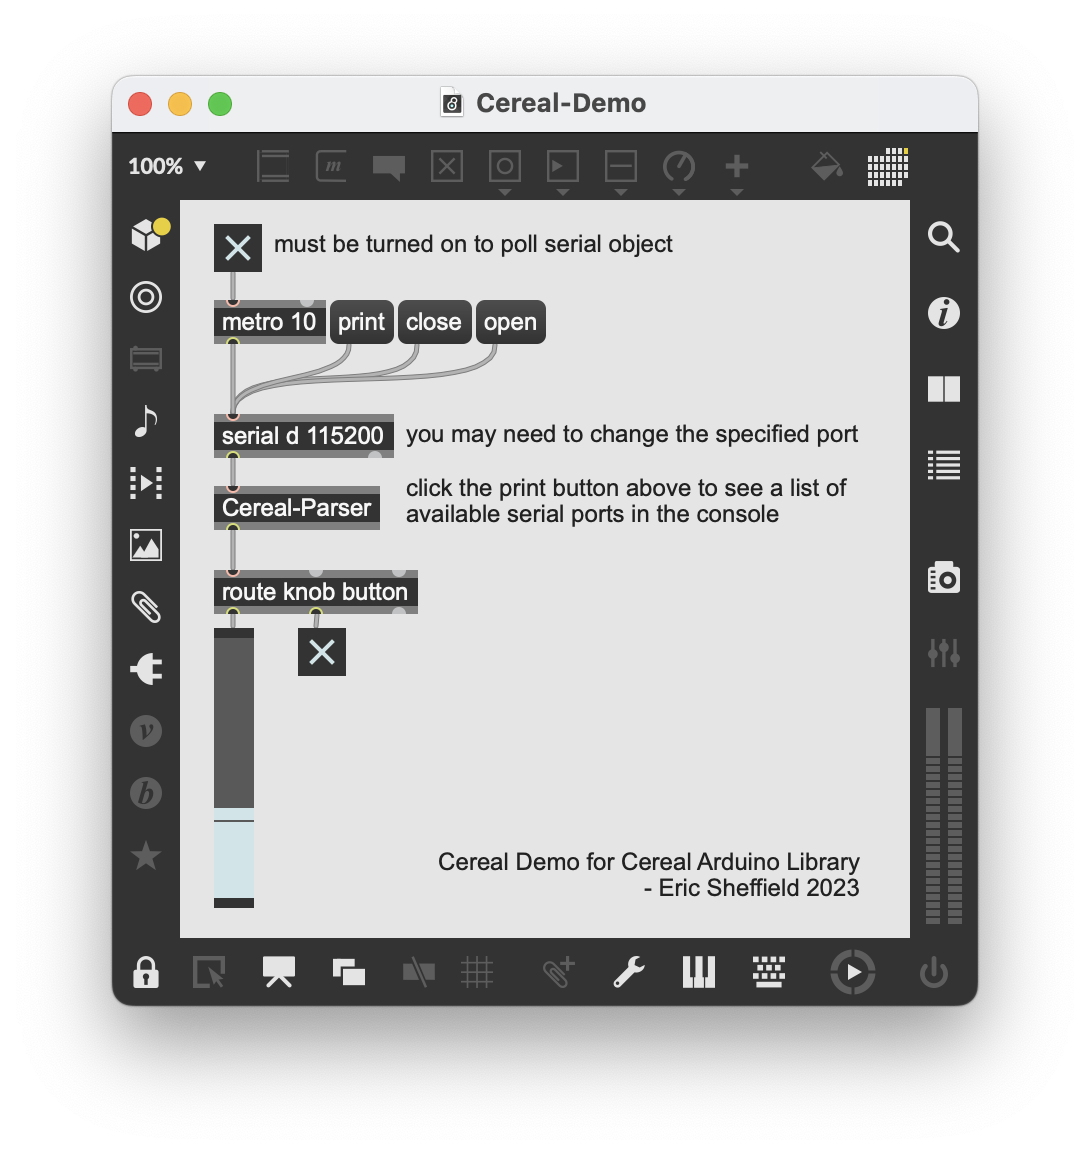 Cereal-Demo
100%
must be turned on to poll serial object
metro 10 print close open
serial d 115200 you may need to change the specified port
click the print button above to see a list of
Cereal-Parser
available serial ports in the console
route knob button
Cereal Demo for Cereal Arduino Library
- Eric Sheffield 2023